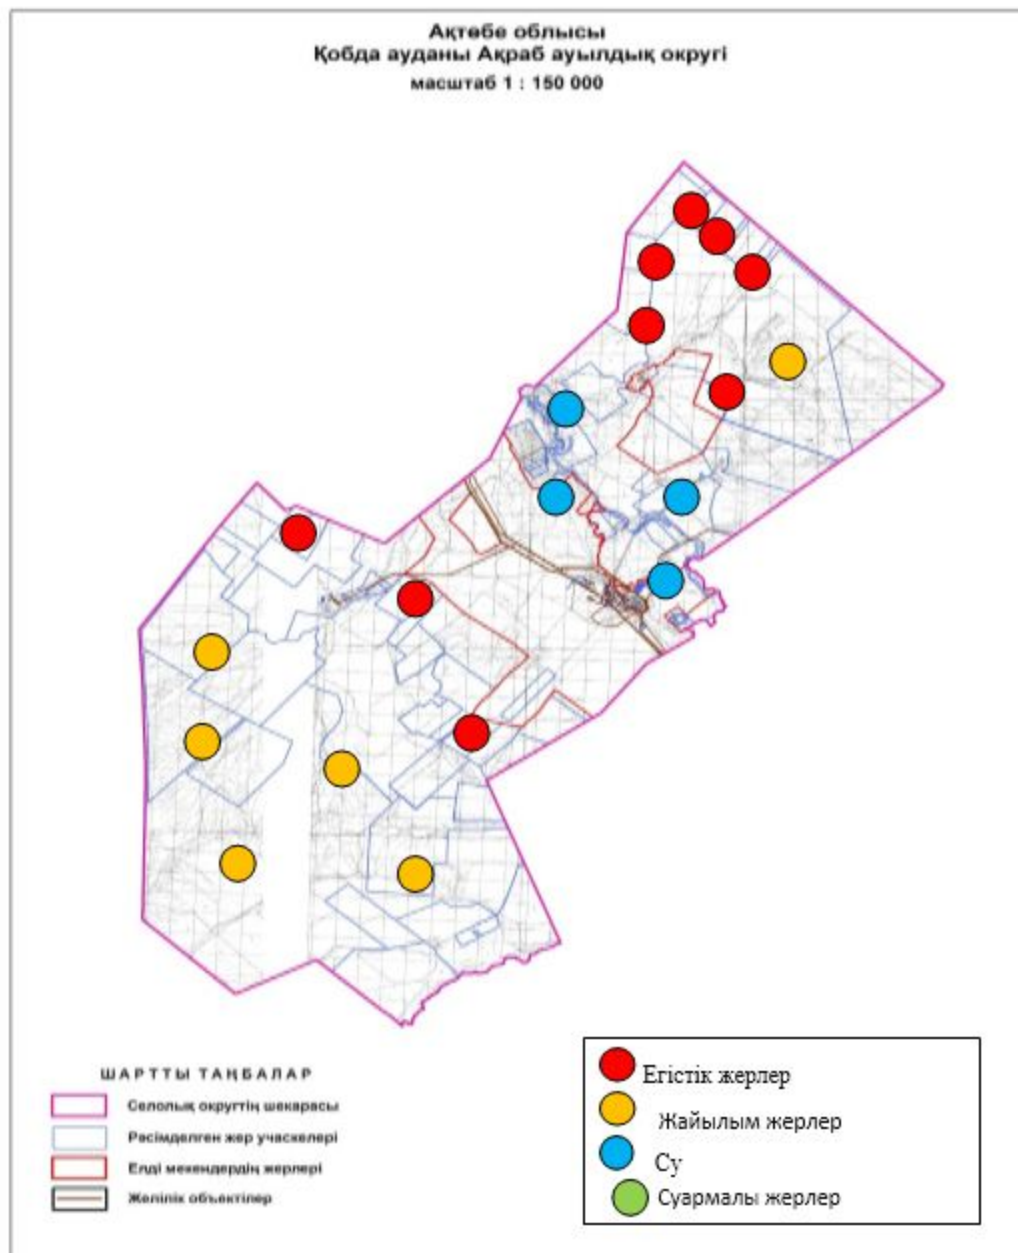 Ақтөбе облысы
Қобда ауданы Ақраб ауылдық округі
масштаб 1 : 150 000
ШАРТТЫ ТАҢБАЛАР
Селолық округтің шекарасы
Рәсімделген жер учаскелері
Елді мекендердің жерлері
Желілік объектілер
Егістік жерлер
Жайылым жерлер
Су
Суармалы жерлер